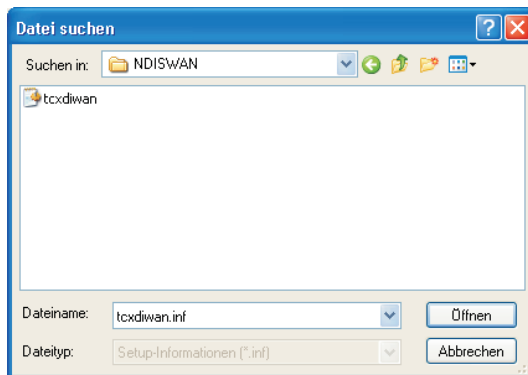 Datei suchen
Suchen in: NDISWAN
tcxdiwan
Dateiname: tcxdiwan.inf Öffnen
Dateityp: Setup-Informationen (*.inf) Abbrechen